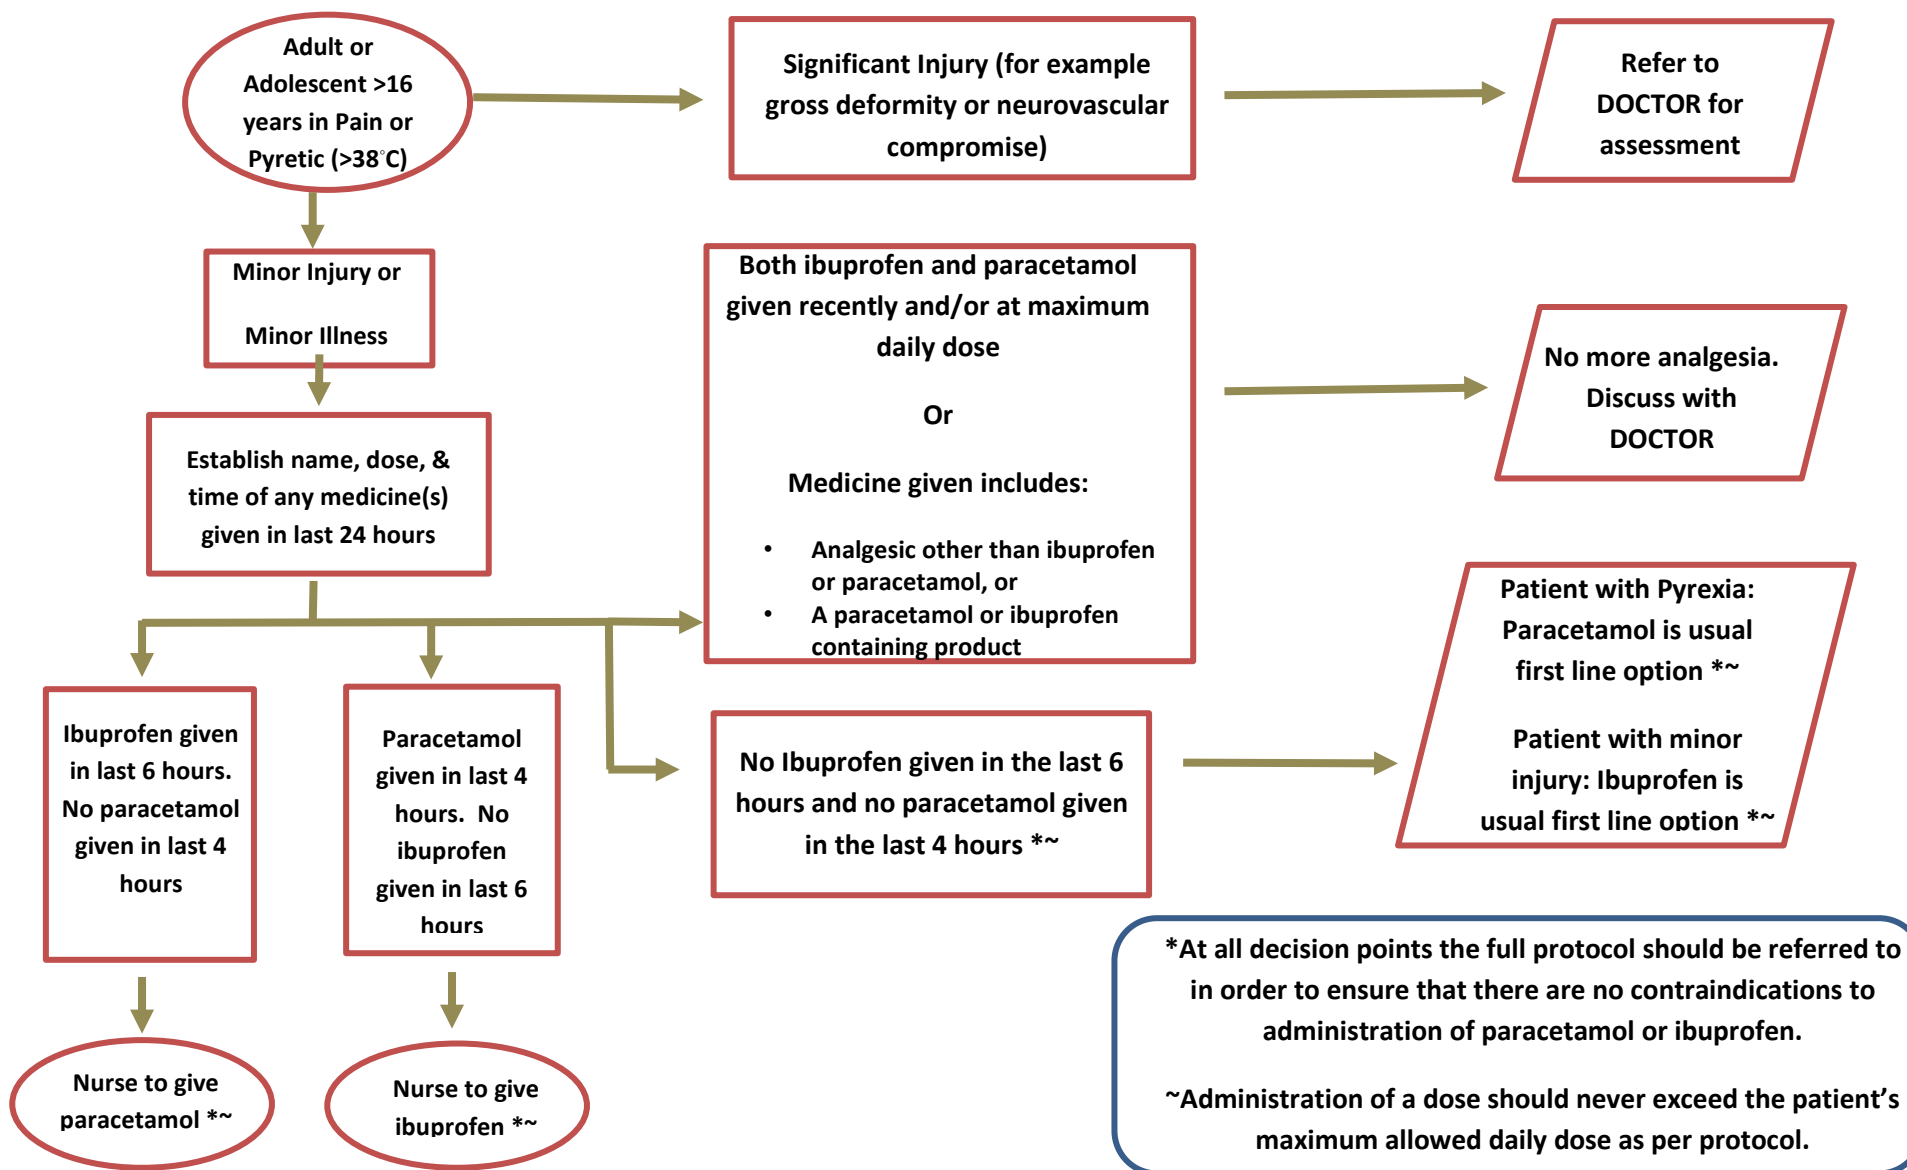 Adult or
Adolescent >16
years in Pain or
Pyretic (>38°C)
Significant Injury (for example
gross deformity or neurovascular
compromise)
Refer to
DOCTOR for
assessment
Minor Injury or
Minor Illness
Establish name, dose, &
time of any medicine(s)
given in last 24 hours
Both ibuprofen and paracetamol
given recently and/or at maximum
daily dose
Or
Medicine given includes:
• Analgesic other than ibuprofen
or paracetamol, or
• A paracetamol or ibuprofen
containing product
No more analgesia.
Discuss with
DOCTOR
Ibuprofen given
in last 6 hours.
No paracetamol
given in last 4
hours
Paracetamol
given in last 4
hours. No
ibuprofen
given in last 6
hours
No Ibuprofen given in the last 6
hours and no paracetamol given
in the last 4 hours *~
Patient with Pyrexia:
Paracetamol is usual
first line option *~
Patient with minor
injury: Ibuprofen is
usual first line option *~
Nurse to give
paracetamol *~
Nurse to give
ibuprofen *~
*At all decision points the full protocol should be referred to
in order to ensure that there are no contraindications to
administration of paracetamol or ibuprofen.
~Administration of a dose should never exceed the patient’s
maximum allowed daily dose as per protocol.